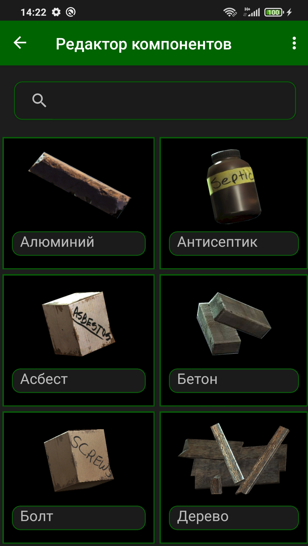 14:22
100
Редактор компонентов
Septic
Алюминий
Антисептик
ASBESTOS
Асбест
Бетон
SCREWS
Болт
Дерево